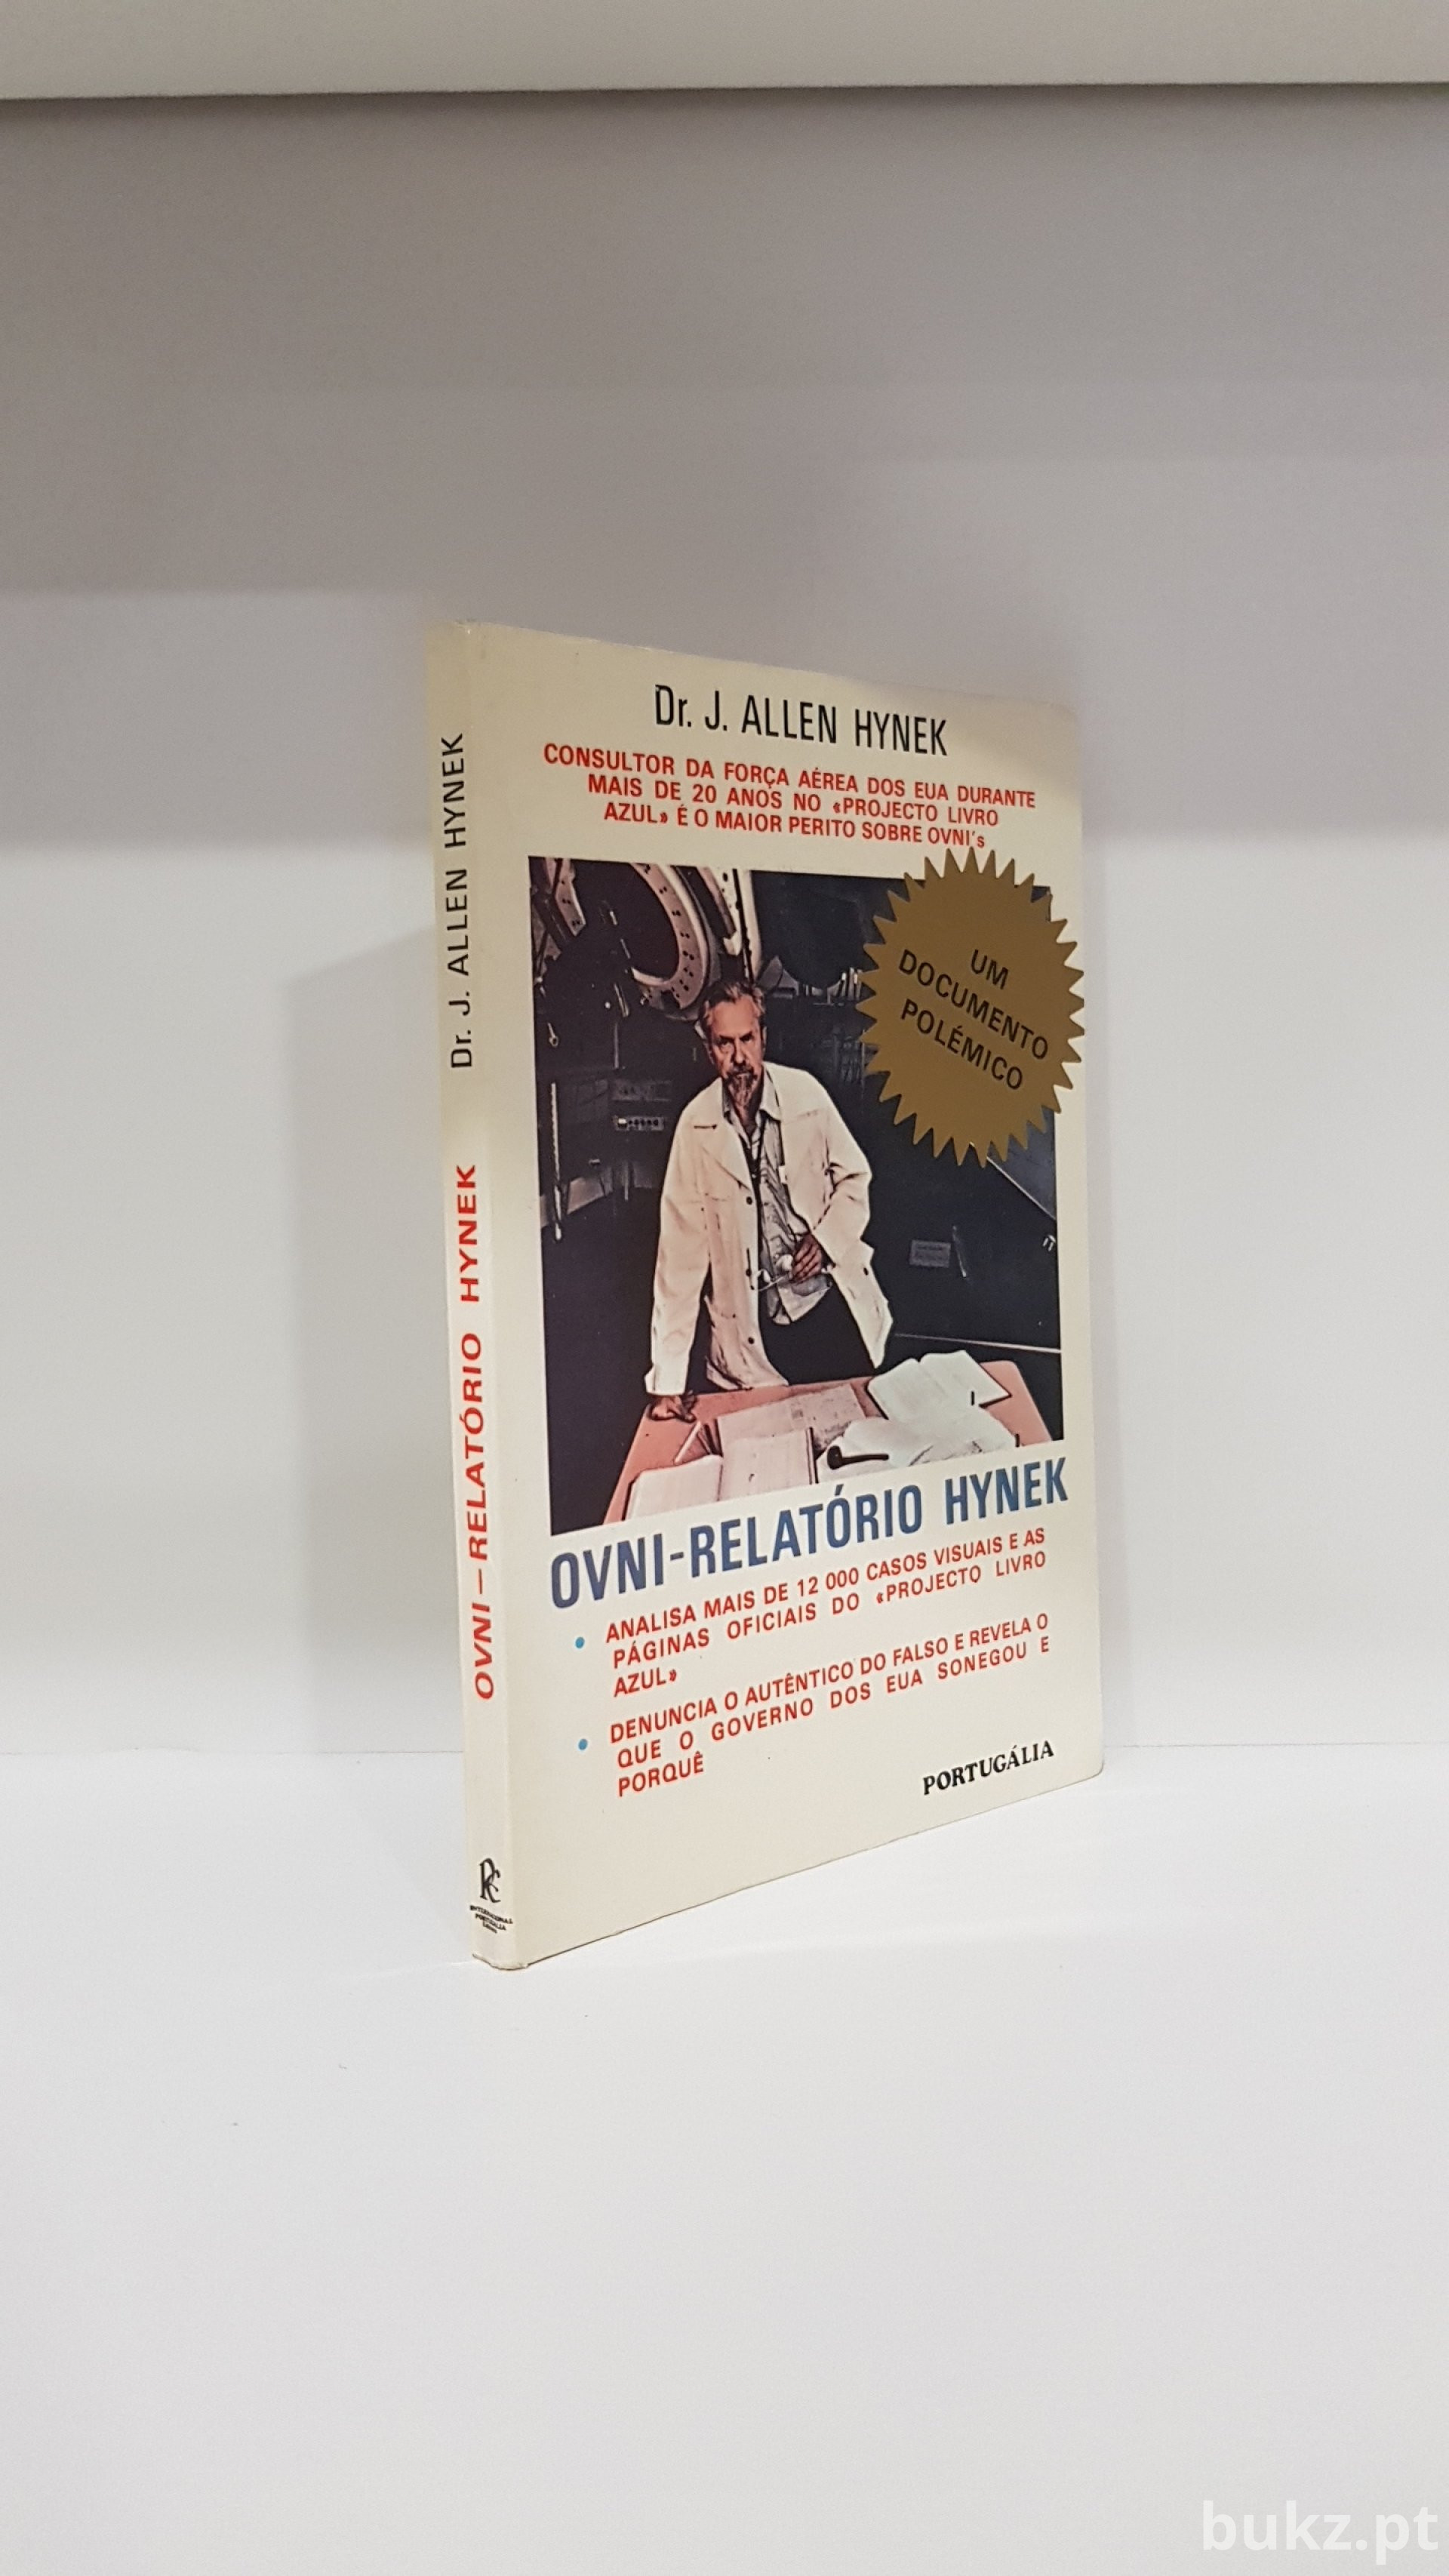 Dr. J. ALLEN HYNEK
OVNI — RELATÓRIO HYNEK
Dr. J. ALLEN HYNEK
CONSULTOR DA FORÇA AÉREA DOS EUA DURANTE
MAIS DE 20 ANOS NO «PROJECTO LIVRO
AZUL» É O MAIOR PERITO SOBRE OVNI's
UM
DOCUMENTO
POLÉMICO
OVNI-RELATÓRIO HYNEK
• ANALISA MAIS DE 12 000 CASOS VISUAIS E AS
PÁGINAS OFICIAIS DO «PROJECTO LIVRO
AZUL»
• DENUNCIA O AUTÊNTICO DO FALSO E REVELA O
QUE O GOVERNO DOS EUA SONEGOU E
PORQUÊ
PORTUGÁLIA
bukz.pt